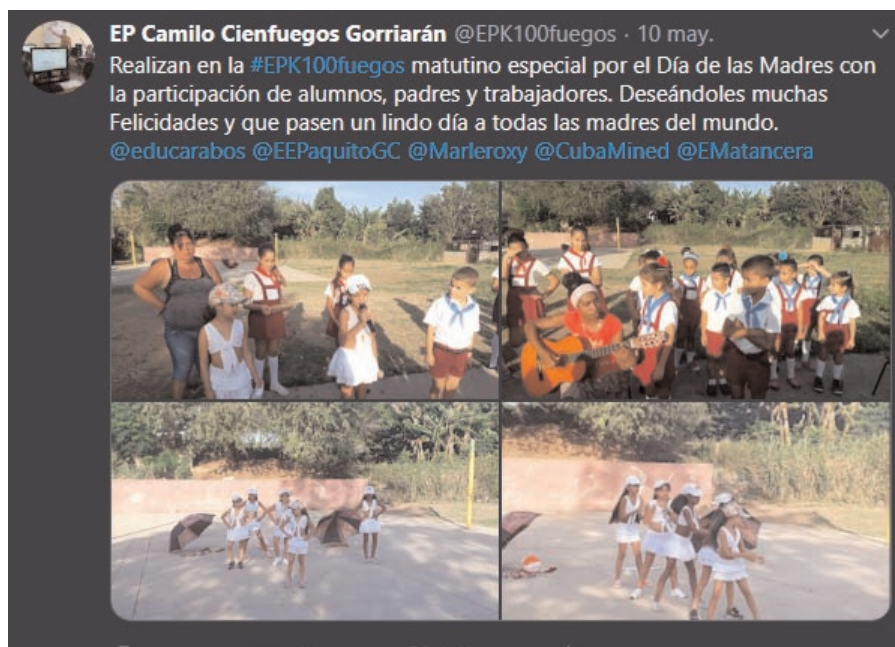 EP Camilo Cienfuegos Gorriarán @EPK100fuegos · 10 may.
Realizan en la #EPK100fuegos matutino especial por el Día de las Madres con
la participación de alumnos, padres y trabajadores. Deseándoles muchas
Felicidades y que pasen un lindo día a todas las madres del mundo.
@educarabos @EEPaquitoGC @Marleroxy @CubaMined @EMatancera